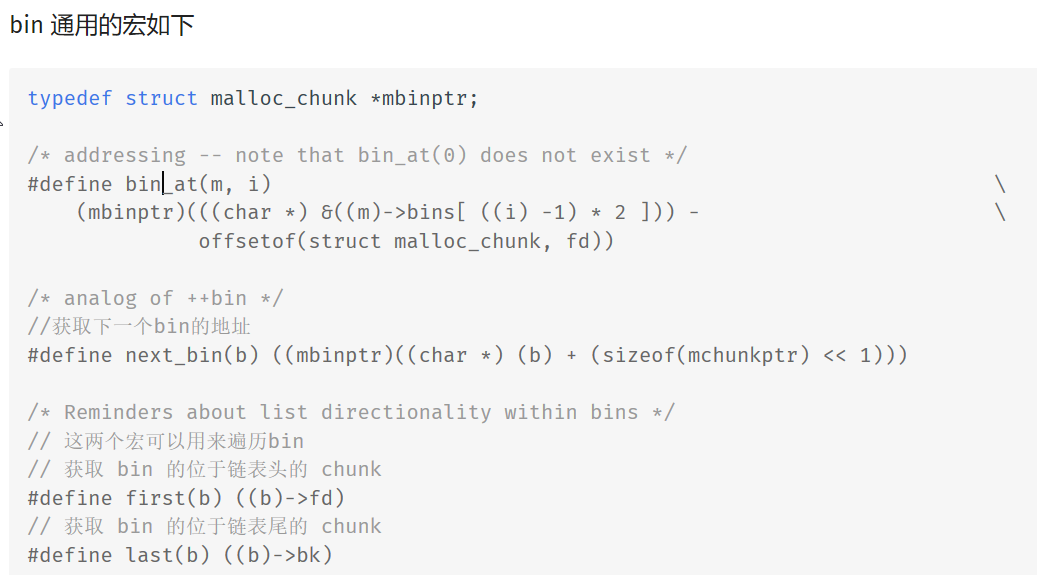 bin 通用的宏如下
typedef struct malloc_chunk *mbinptr;
/* addressing -- note that bin_at(0) does not exist */
#define bin_at(m, i) \
(mbinptr)(((char *) &((m)->bins[ ((i) -1) * 2 ])) - \
offsetof(struct malloc_chunk, fd))
/* analog of ++bin */
//获取下一个bin的地址
#define next_bin(b) ((mbinptr)((char *) (b) + (sizeof(mchunkptr) << 1)))
/* Reminders about list directionality within bins */
// 这两个宏可以用来遍历bin
// 获取 bin 的位于链表头的 chunk
#define first(b) ((b)->fd)
// 获取 bin 的位于链表尾的 chunk
#define last(b) ((b)->bk)